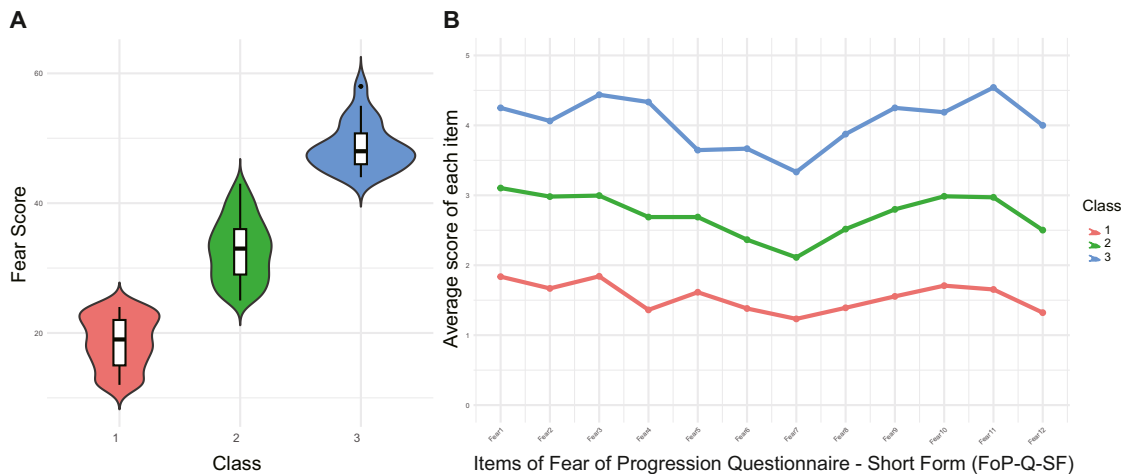 A
Fear Score
60
40
20
1 2 3
Class
B
Average score of each item
5
4
3
2
1
0
Fear1 Fear2 Fear3 Fear4 Fear5 Fear6 Fear7 Fear8 Fear9 Fear10 Fear11 Fear12
Items of Fear of Progression Questionnaire - Short Form (FoP-Q-SF)
Class
1
2
3